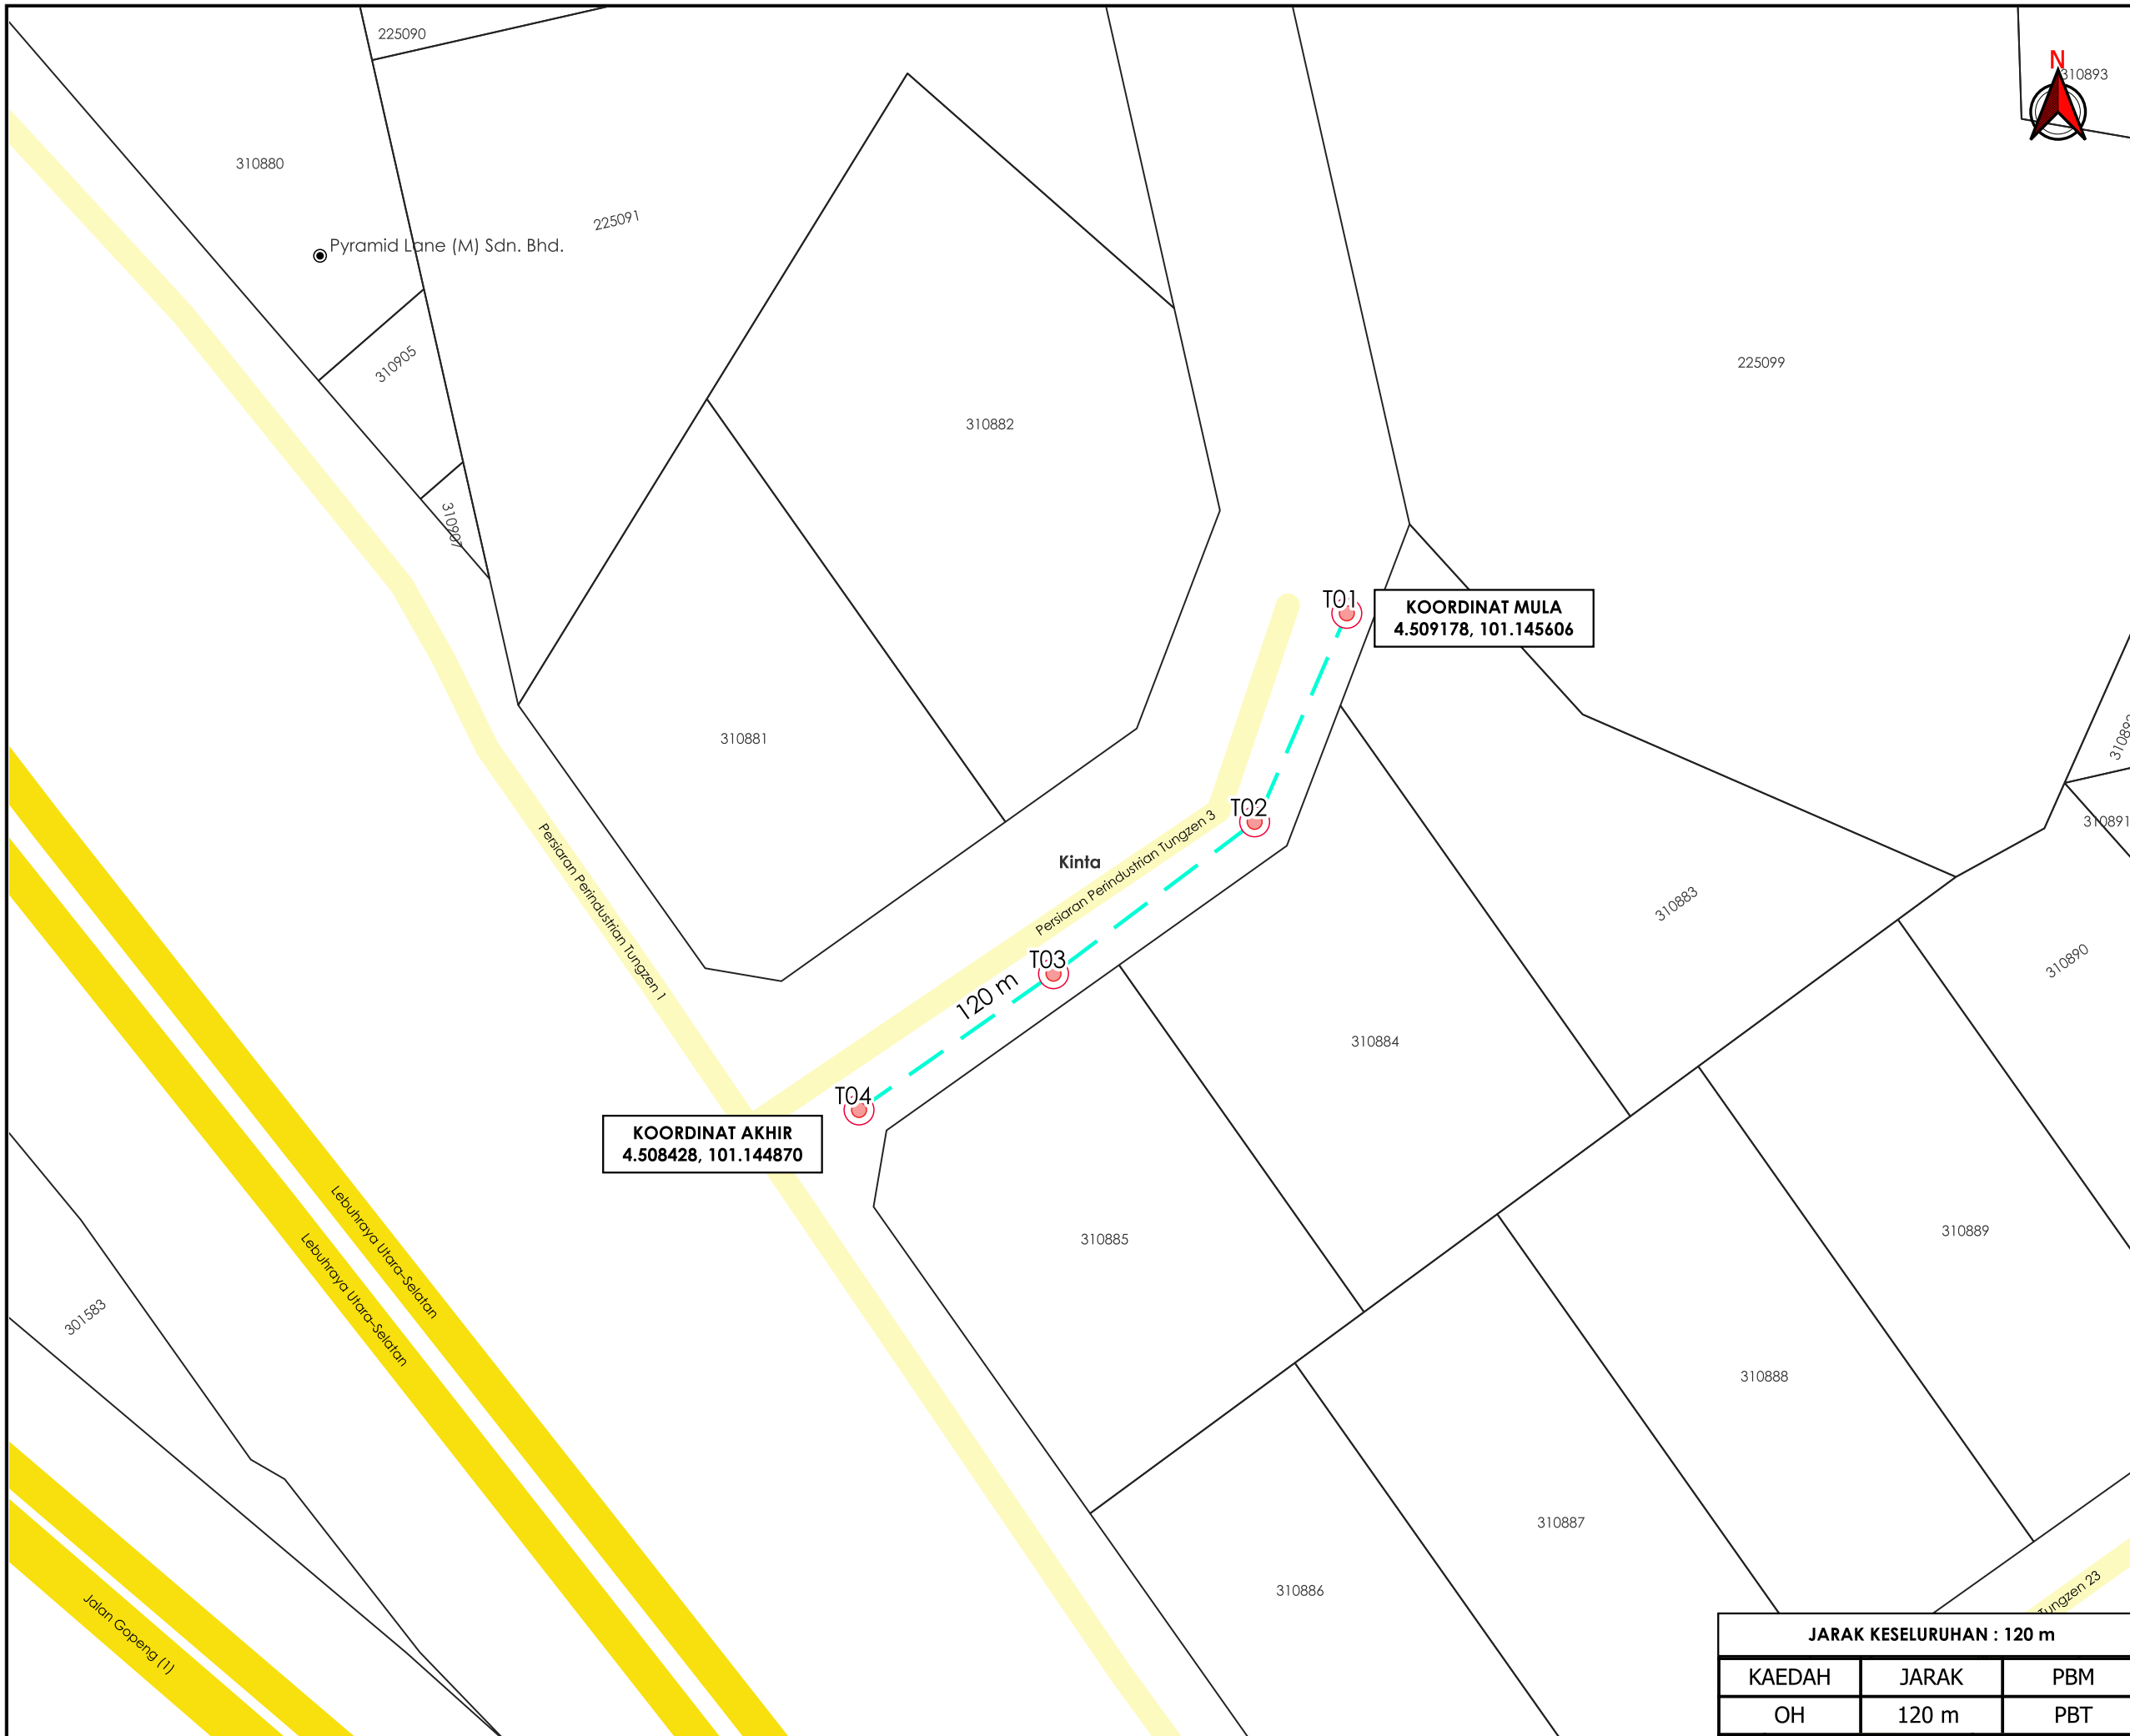 225090
N
310893
310880
225091
Pyramid Lane (M) Sdn. Bhd.
310905
225099
310882
310907
T01
KOORDINAT MULA
4.509178, 101.145606
310881
T02
Kinta
Persiaran Perindustrian Tungzen 3
Persiaran Perindustrian Tungzen 1
310891
310883
310890
T03
120 m
310884
T04
KOORDINAT AKHIR
4.508428, 101.144870
310885
310889
Lebuhraya Utara-Selatan
Lebuhraya Utara-Selatan
301583
310888
310887
310886
Jalan Gopeng (1)
Tungzen 23
JARAK KESELURUHAN : 120 m
KAEDAH JARAK PBM
OH 120 m PBT